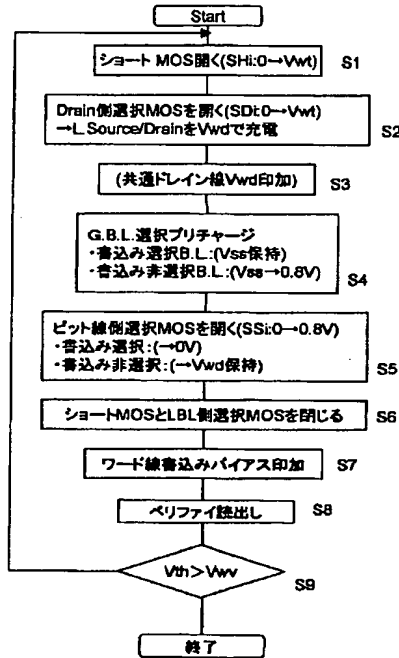 Start
ショート MOS開く(SHi:0→Vwt)
S1
Drain側選択MOSを開く(SDi:0→Vwt)
→L.Source/DrainをVwdで充電
S2
(共通ドレイン線Vwd印加)
S3
G.B.L.選択プリチャージ
・書込み選択B.L.:(Vss保持)
・書込み非選択B.L.:(Vss→0.8V)
S4
ビット線側選択MOSを開く(SSi:0→0.8V)
・書込み選択:(→0V)
・書込み非選択:(→Vwd保持)
S5
ショートMOSとLBL側選択MOSを閉じる
S6
ワード線書込みバイアス印加
S7
ベリファイ読出し
S8
Vth>Vwv
S9
終了